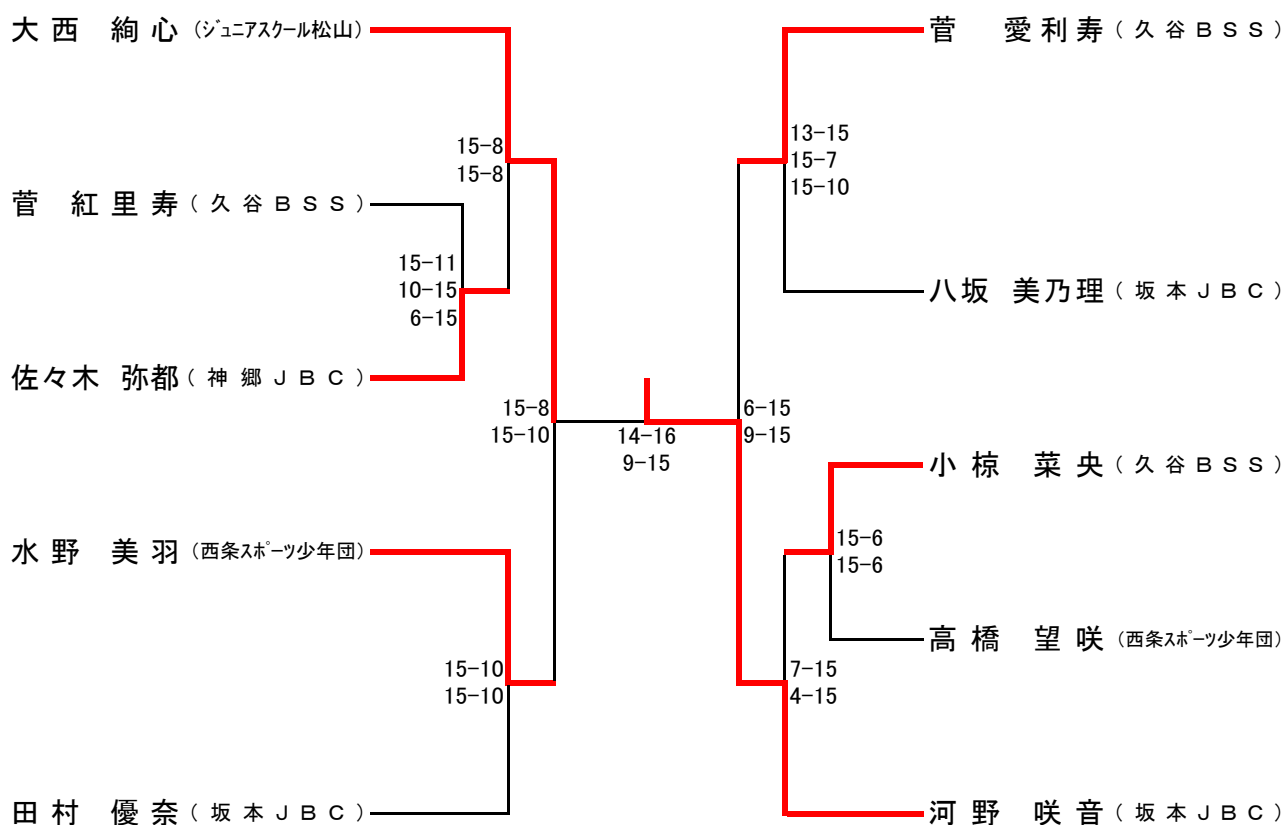 大西 絢心（ジュニアスクール松山）
15-8
15-8
菅 紅里寿（久谷BSS）
15-11
10-15
6-15
佐々木 弥都（神郷JBC）
15-8
15-10
水野 美羽（西条スポーツ少年団）
15-10
15-10
田村 優奈（坂本JBC）
14-16
9-15
菅 愛利寿（久谷BSS）
13-15
15-7
15-10
八坂 美乃理（坂本JBC）
6-15
9-15
小椋 菜央（久谷BSS）
15-6
15-6
高橋 望咲（西条スポーツ少年団）
7-15
4-15
河野 咲音（坂本JBC）